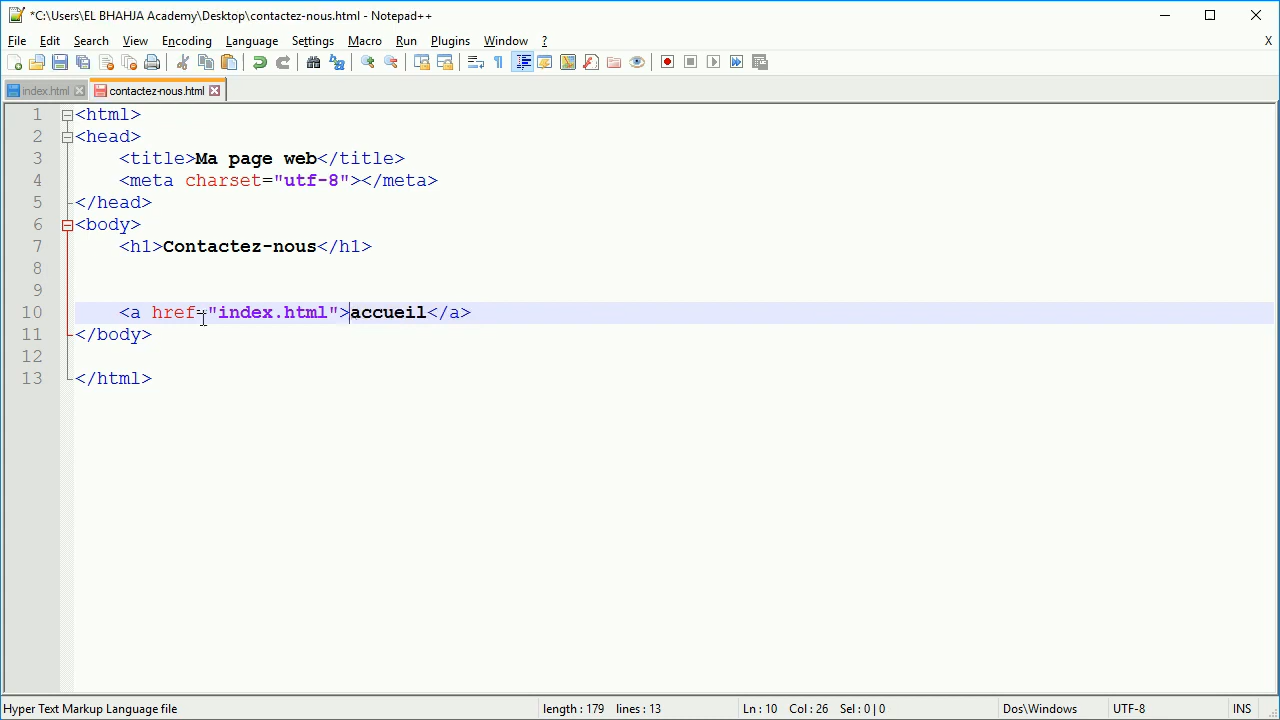 *C:\Users\EL BHAHJA Academy\Desktop\contactez-nous.html - Notepad++
File Edit Search View Encoding Language Settings Macro Run Plugins Window ? X
index.html contactez-nous.html
1 <html>
2 <head>
3 <title>Ma page web</title>
4 <meta charset="utf-8"></meta>
5 </head>
6 <body>
7 <h1>Contactez-nous</h1>
8
9
10 <a href="index.html">accueil</a>
11 </body>
12
13 </html>
Hyper Text Markup Language file length : 179 lines : 13 Ln : 10 Col : 26 Sel : 0 | 0 Dos\Windows UTF-8 INS